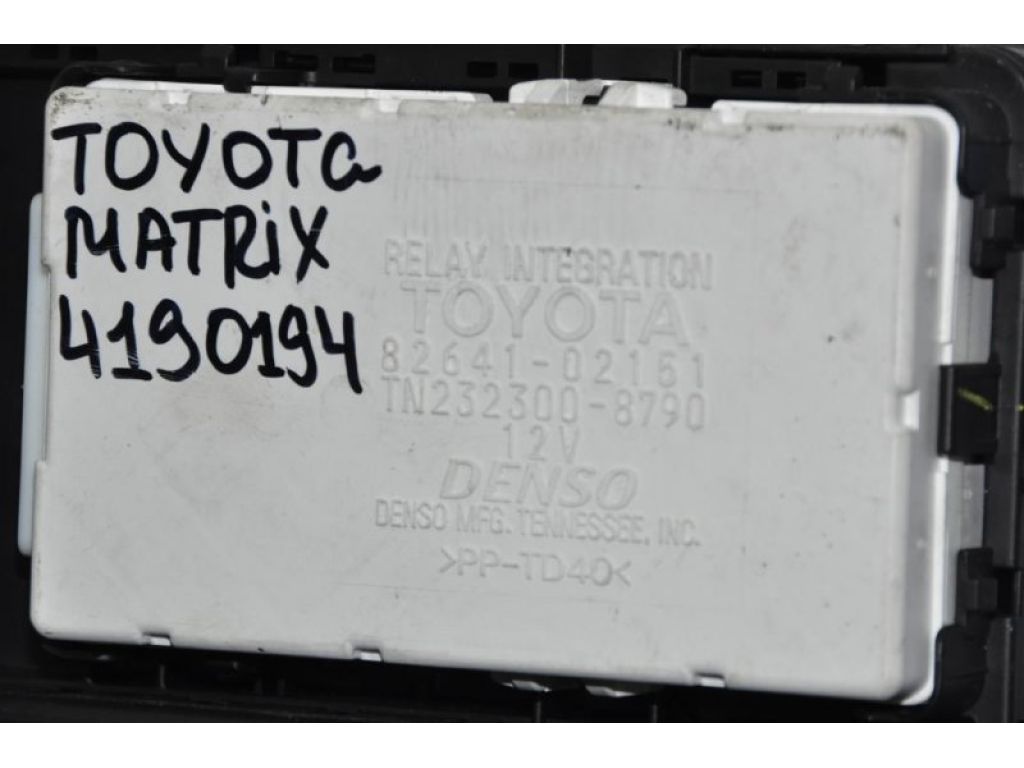 TOYOTa
MATRiX
4190194
RELAY INTEGRATION
TOYOTA
82641-02161
TN232300-8790
12V
DENSO
DENSO MFG. TENNESSEE, INC.
>PP-TD40<